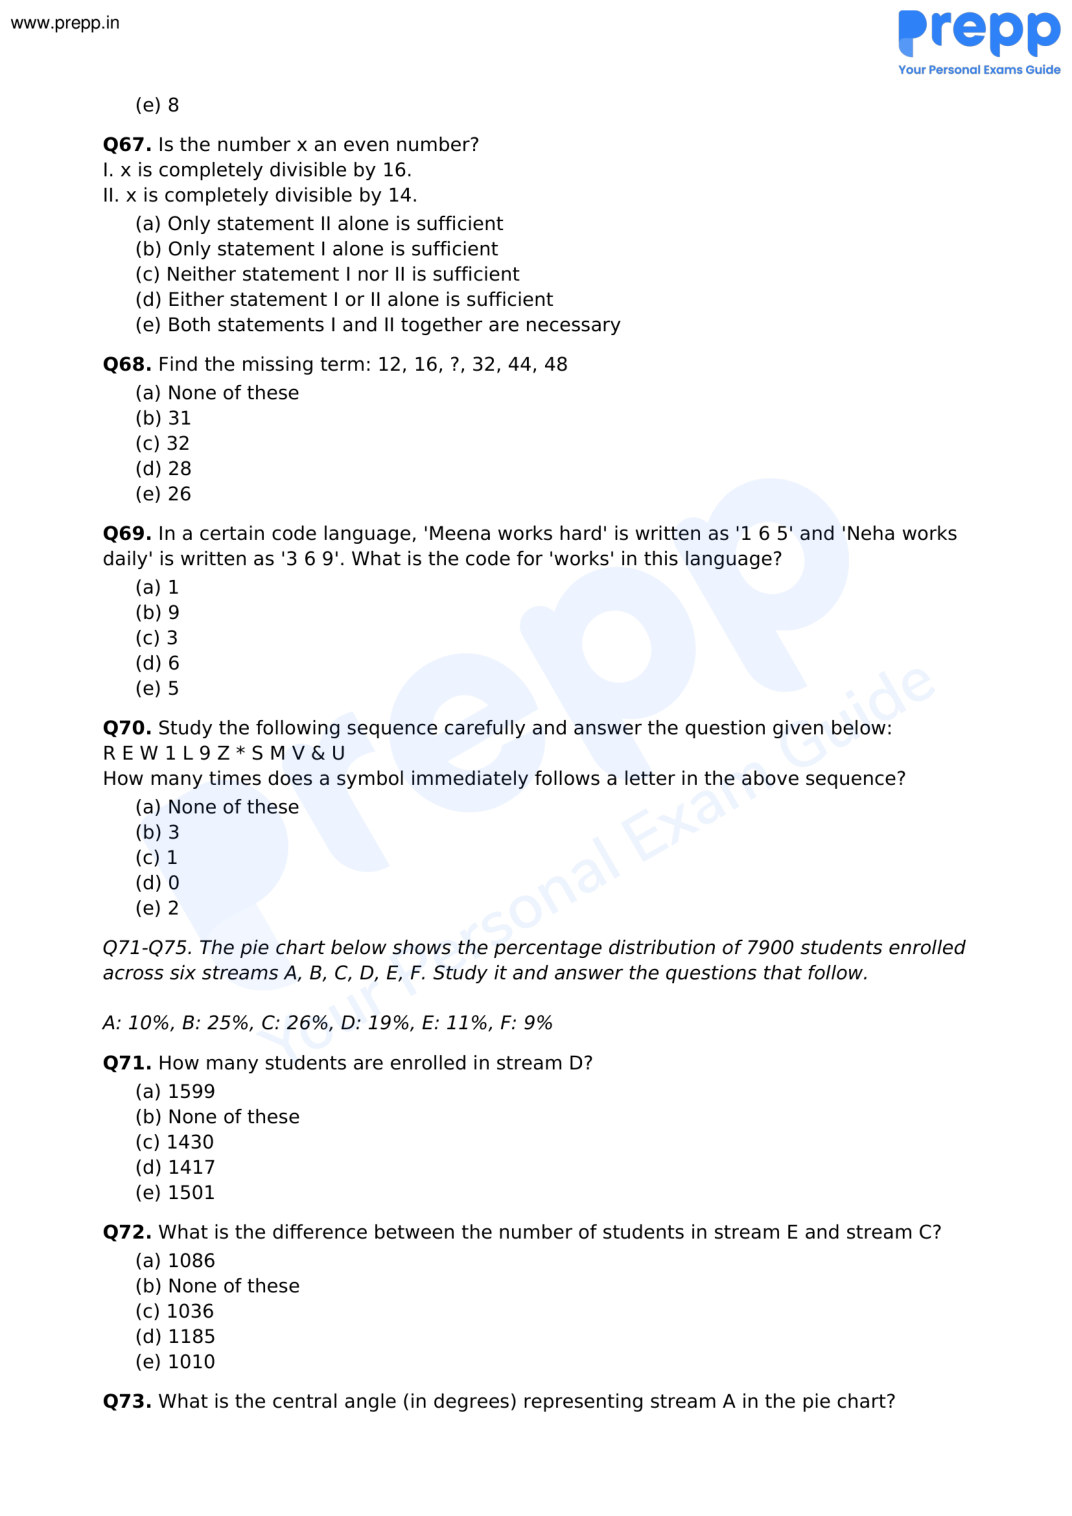 www.prepp.in
prepp
Your Personal Exams Guide
(e) 8
Q67. Is the number x an even number?
I. x is completely divisible by 16.
II. x is completely divisible by 14.
(a) Only statement II alone is sufficient
(b) Only statement I alone is sufficient
(c) Neither statement I nor II is sufficient
(d) Either statement I or II alone is sufficient
(e) Both statements I and II together are necessary
Q68. Find the missing term: 12, 16, ?, 32, 44, 48
(a) None of these
(b) 31
(c) 32
(d) 28
(e) 26
Q69. In a certain code language, 'Meena works hard' is written as '1 6 5' and 'Neha works
daily' is written as '3 6 9'. What is the code for 'works' in this language?
(a) 1
(b) 9
(c) 3
(d) 6
(e) 5
Q70. Study the following sequence carefully and answer the question given below:
R E W 1 L 9 Z * S M V & U
How many times does a symbol immediately follows a letter in the above sequence?
(a) None of these
(b) 3
(c) 1
(d) 0
(e) 2
Q71-Q75. The pie chart below shows the percentage distribution of 7900 students enrolled
across six streams A, B, C, D, E, F. Study it and answer the questions that follow.
A: 10%, B: 25%, C: 26%, D: 19%, E: 11%, F: 9%
Q71. How many students are enrolled in stream D?
(a) 1599
(b) None of these
(c) 1430
(d) 1417
(e) 1501
Q72. What is the difference between the number of students in stream E and stream C?
(a) 1086
(b) None of these
(c) 1036
(d) 1185
(e) 1010
Q73. What is the central angle (in degrees) representing stream A in the pie chart?
prepp
Your Personal Exam Guide